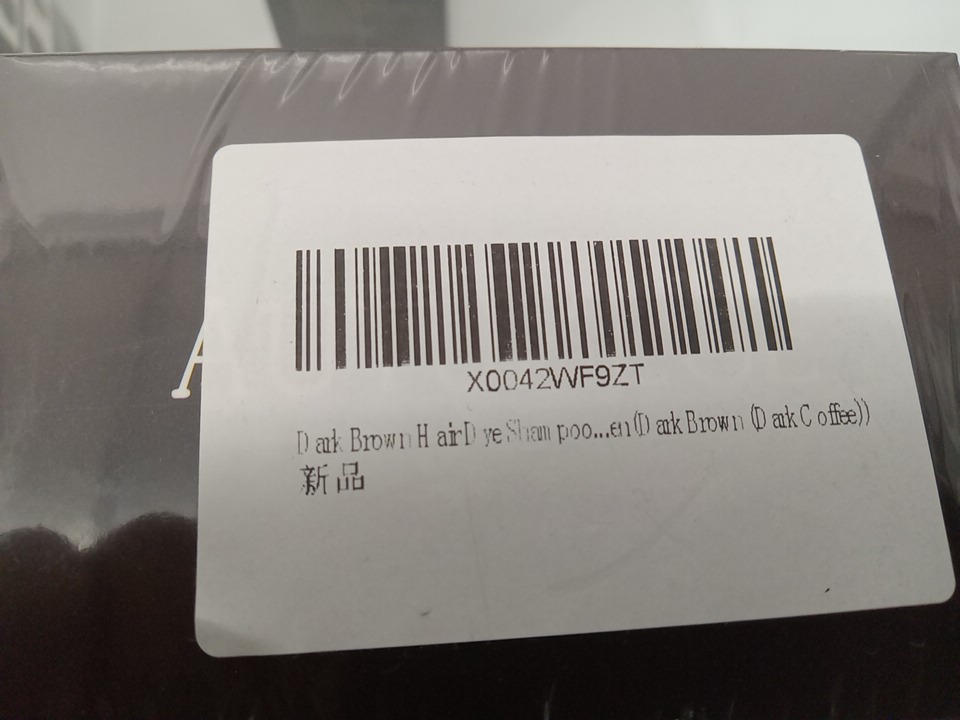 A
X0042WF9ZT
Dark Brown Hair Dye Shampoo...en(Dark Brown (Dark Coffee))
新品